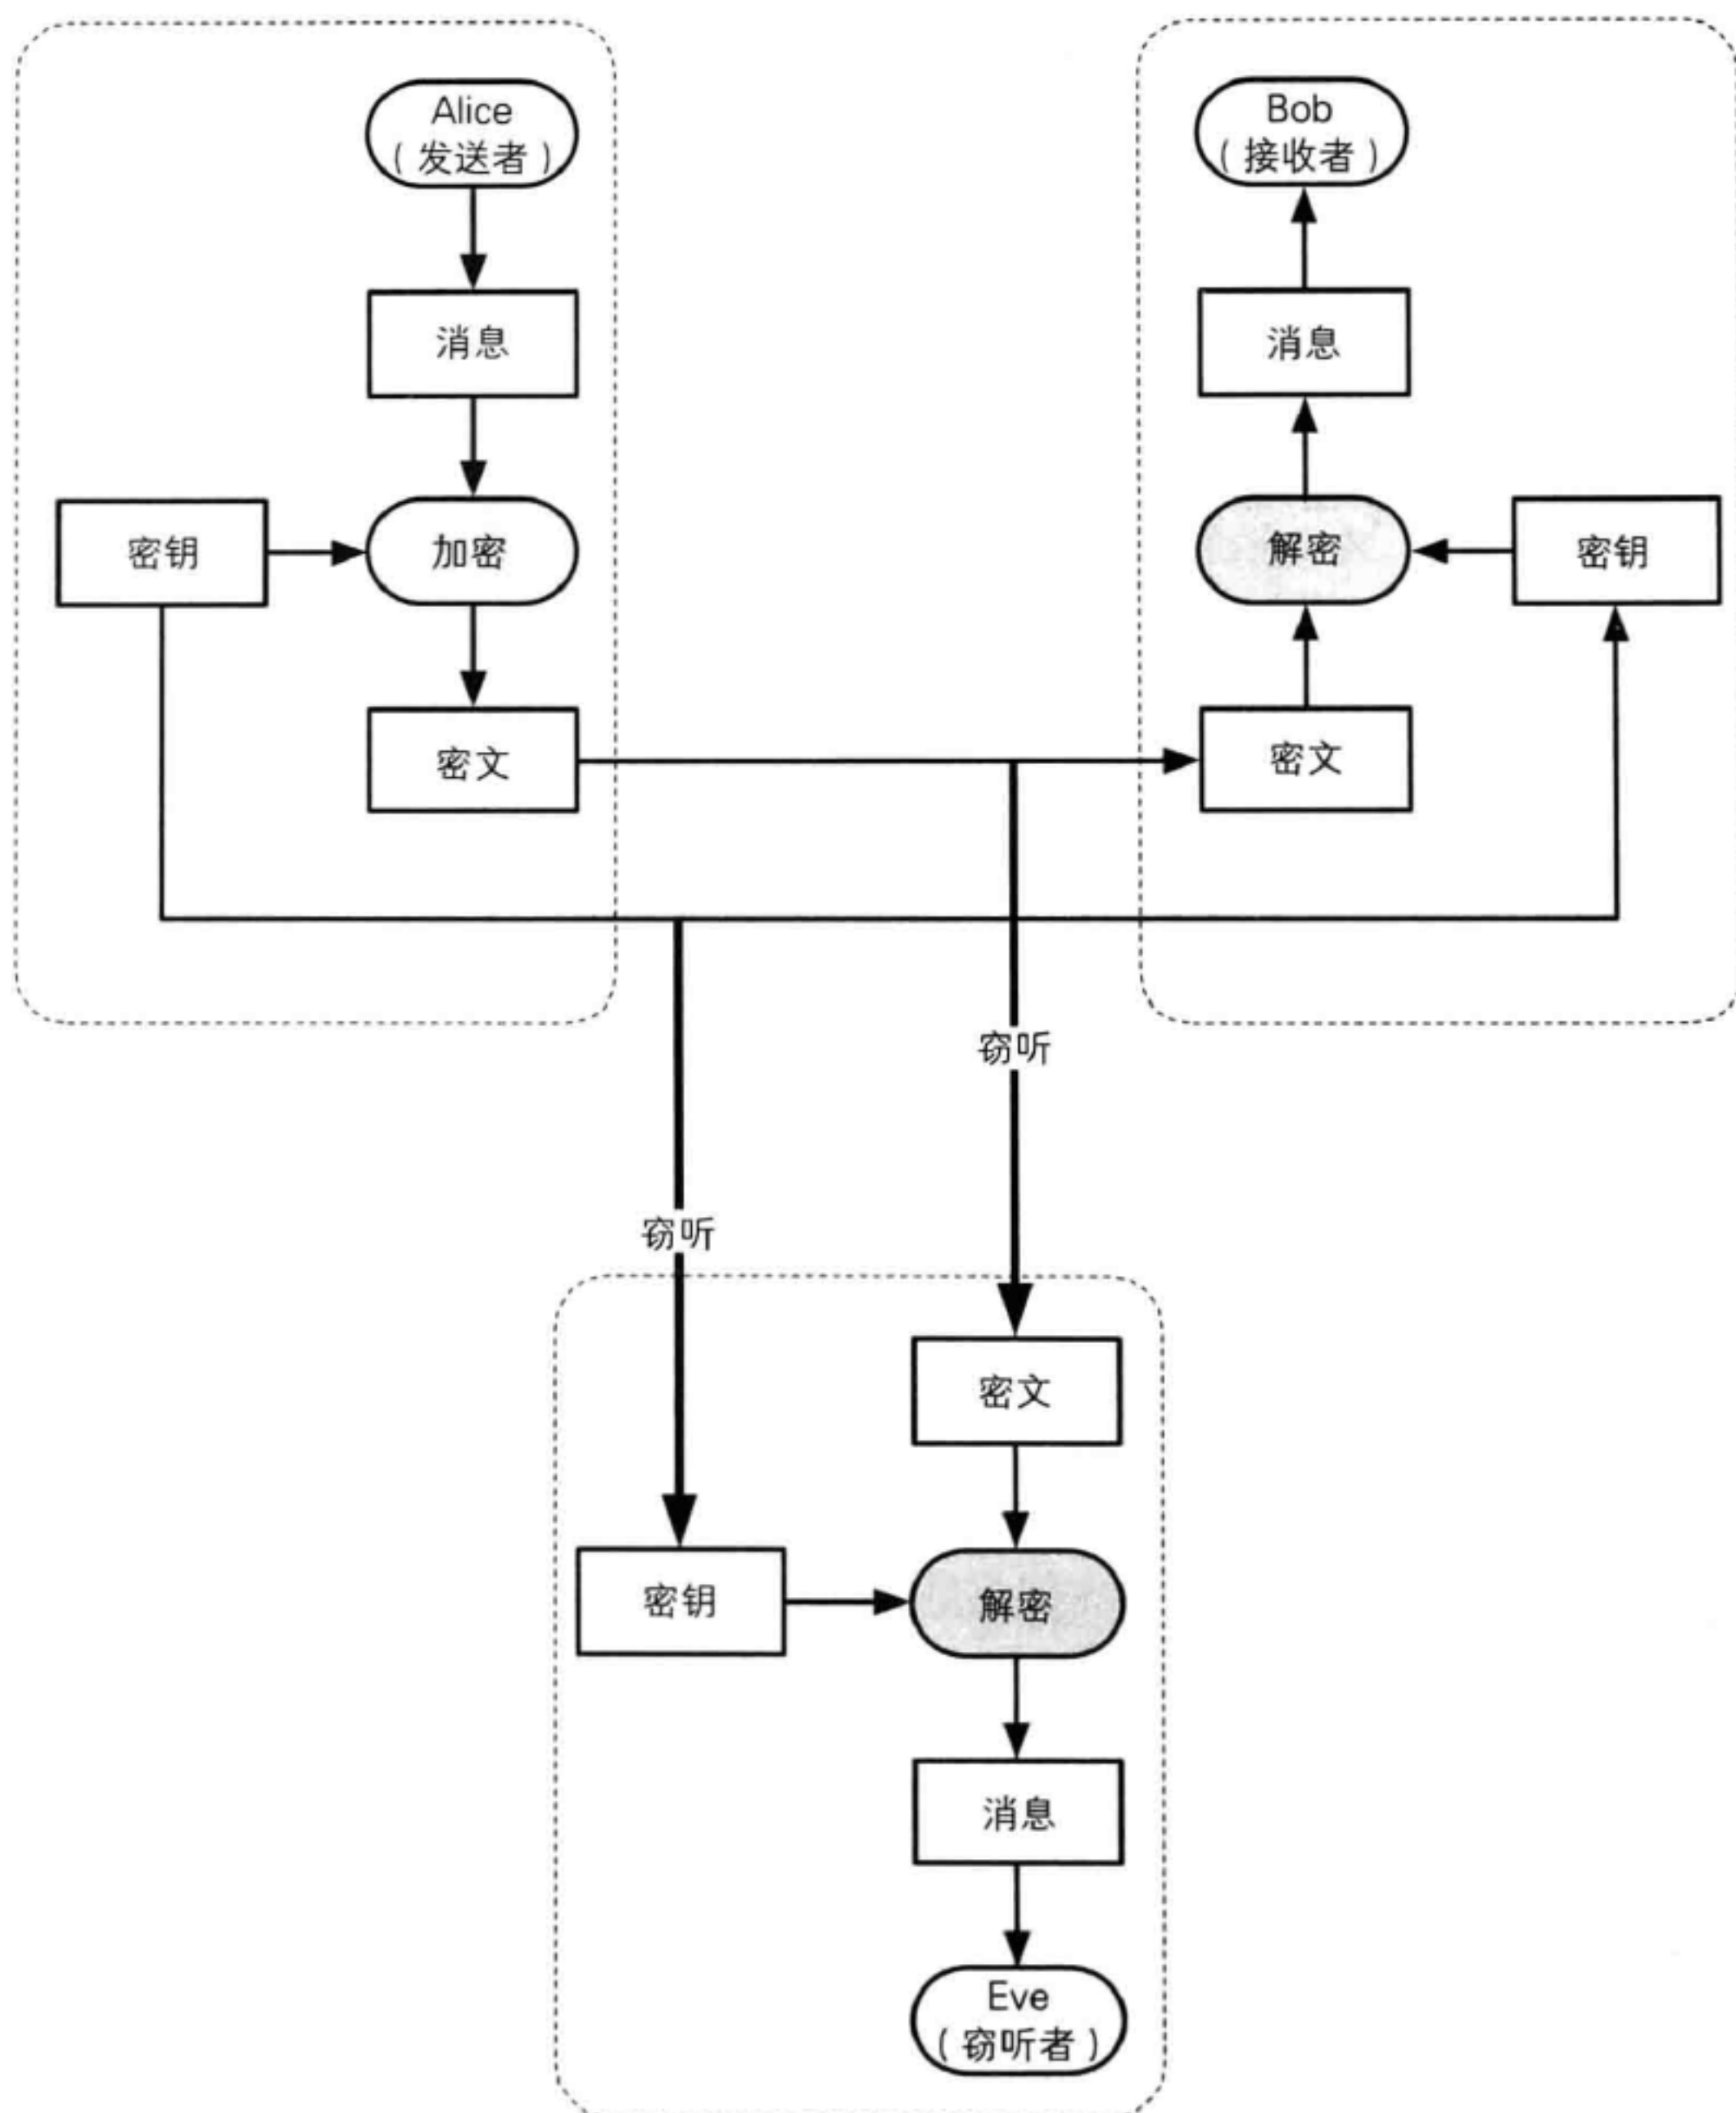 Alice
（发送者）
消息
密钥
加密
密文
Bob
（接收者）
消息
解密
密钥
密文
窃听
窃听
密文
密钥
解密
消息
Eve
（窃听者）